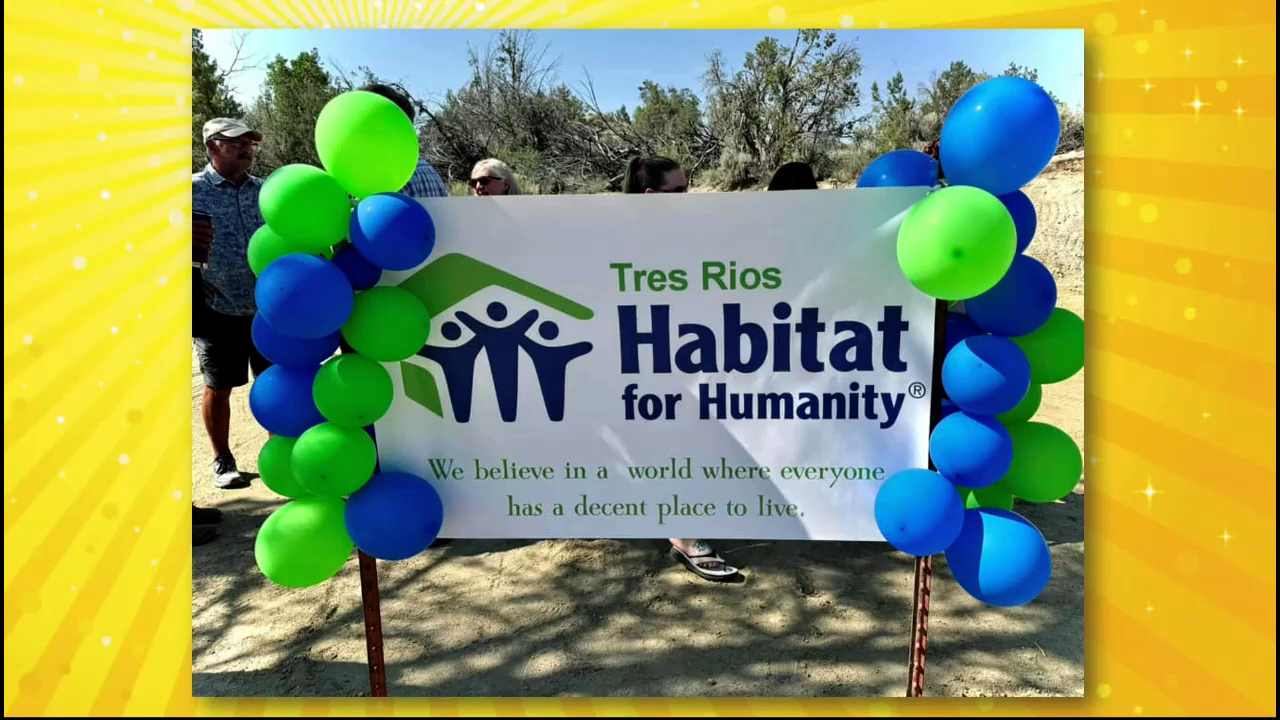 Tres Rios
Habitat
for Humanity®
We believe in a world where everyone
has a decent place to live.